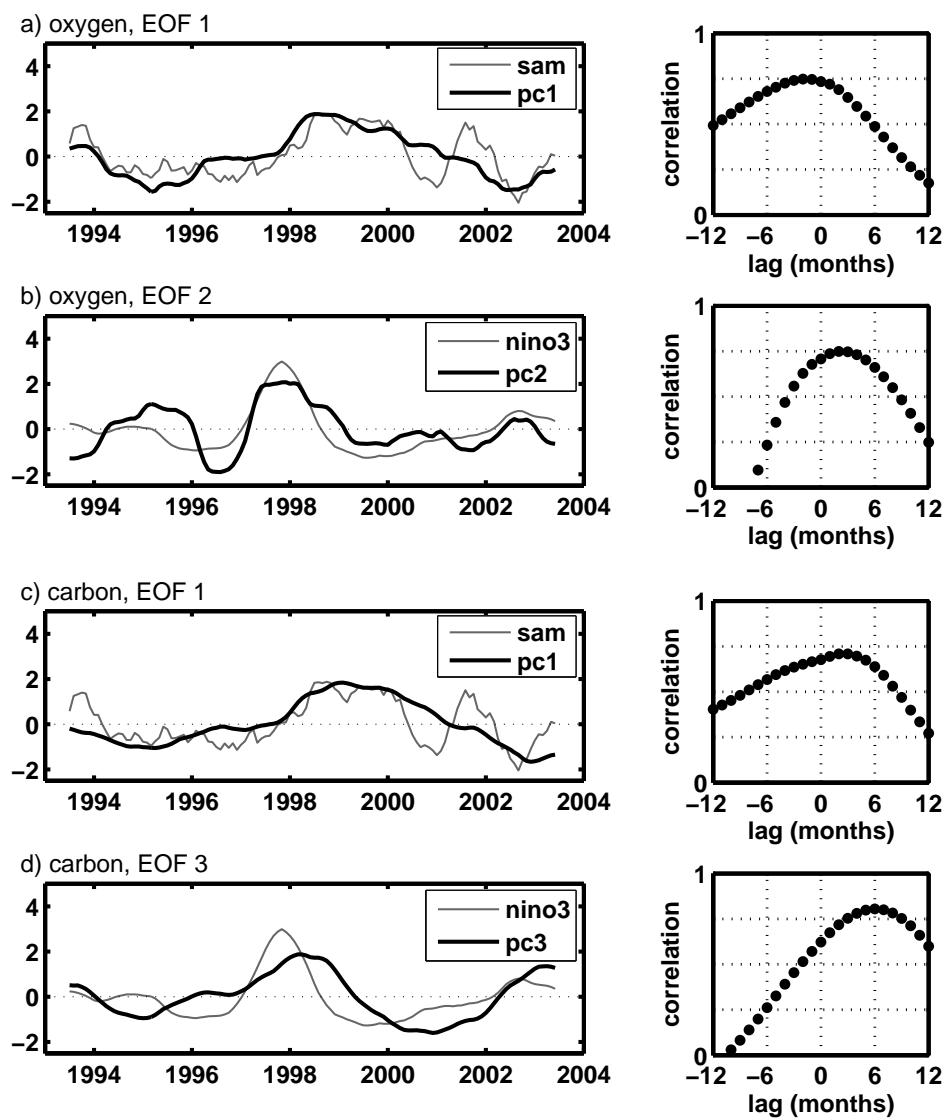 a) oxygen, EOF 1
4
2
0
−2
sam
pc1
1994 1996 1998 2000 2002 2004
1
correlation
0
−12 −6 0 6 12
lag (months)
b) oxygen, EOF 2
4
2
0
−2
nino3
pc2
1994 1996 1998 2000 2002 2004
1
correlation
0
−12 −6 0 6 12
lag (months)
c) carbon, EOF 1
4
2
0
−2
sam
pc1
1994 1996 1998 2000 2002 2004
1
correlation
0
−12 −6 0 6 12
lag (months)
d) carbon, EOF 3
4
2
0
−2
nino3
pc3
1994 1996 1998 2000 2002 2004
1
correlation
0
−12 −6 0 6 12
lag (months)